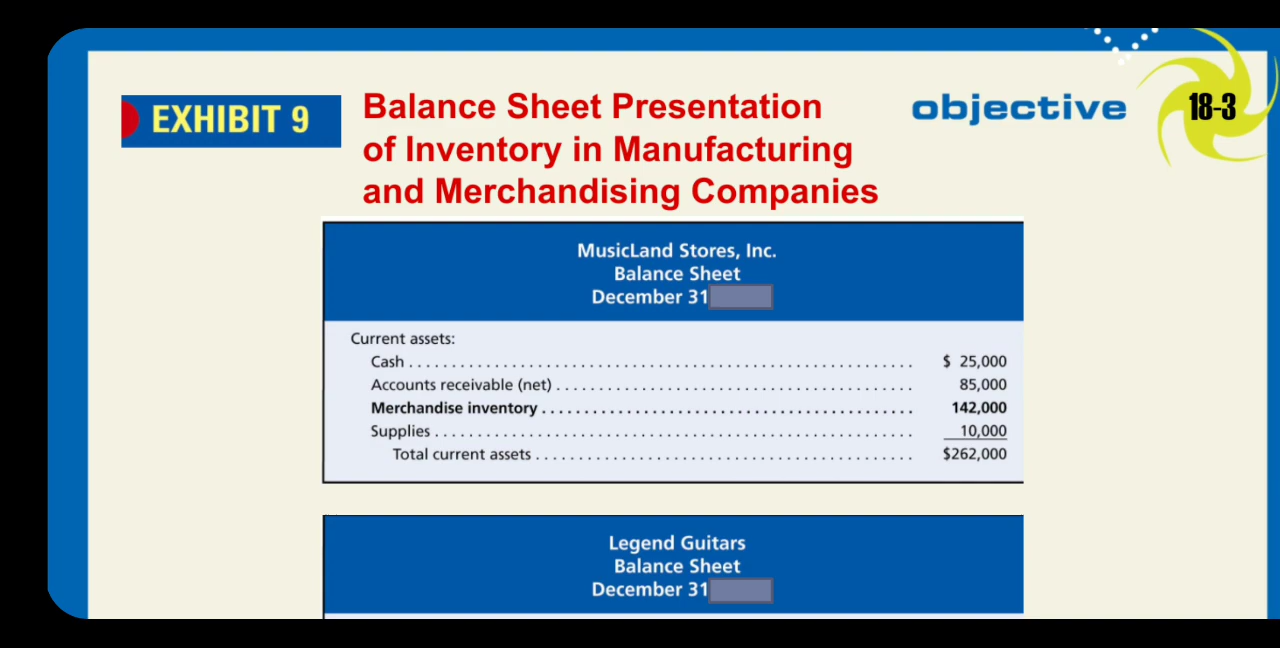 EXHIBIT 9
Balance Sheet Presentation
of Inventory in Manufacturing
and Merchandising Companies
objective 18-3
MusicLand Stores, Inc.
Balance Sheet
December 31
Current assets:
Cash . . . . . . . . . . . . . . . . . . . . $ 25,000
Accounts receivable (net) . . . . . . . . . . . . . . . . . . . . 85,000
Merchandise inventory . . . . . . . . . . . . . . . . . . . . 142,000
Supplies . . . . . . . . . . . . . . . . . . . . 10,000
Total current assets . . . . . . . . . . . . . . . . . . . . $262,000
Legend Guitars
Balance Sheet
December 31